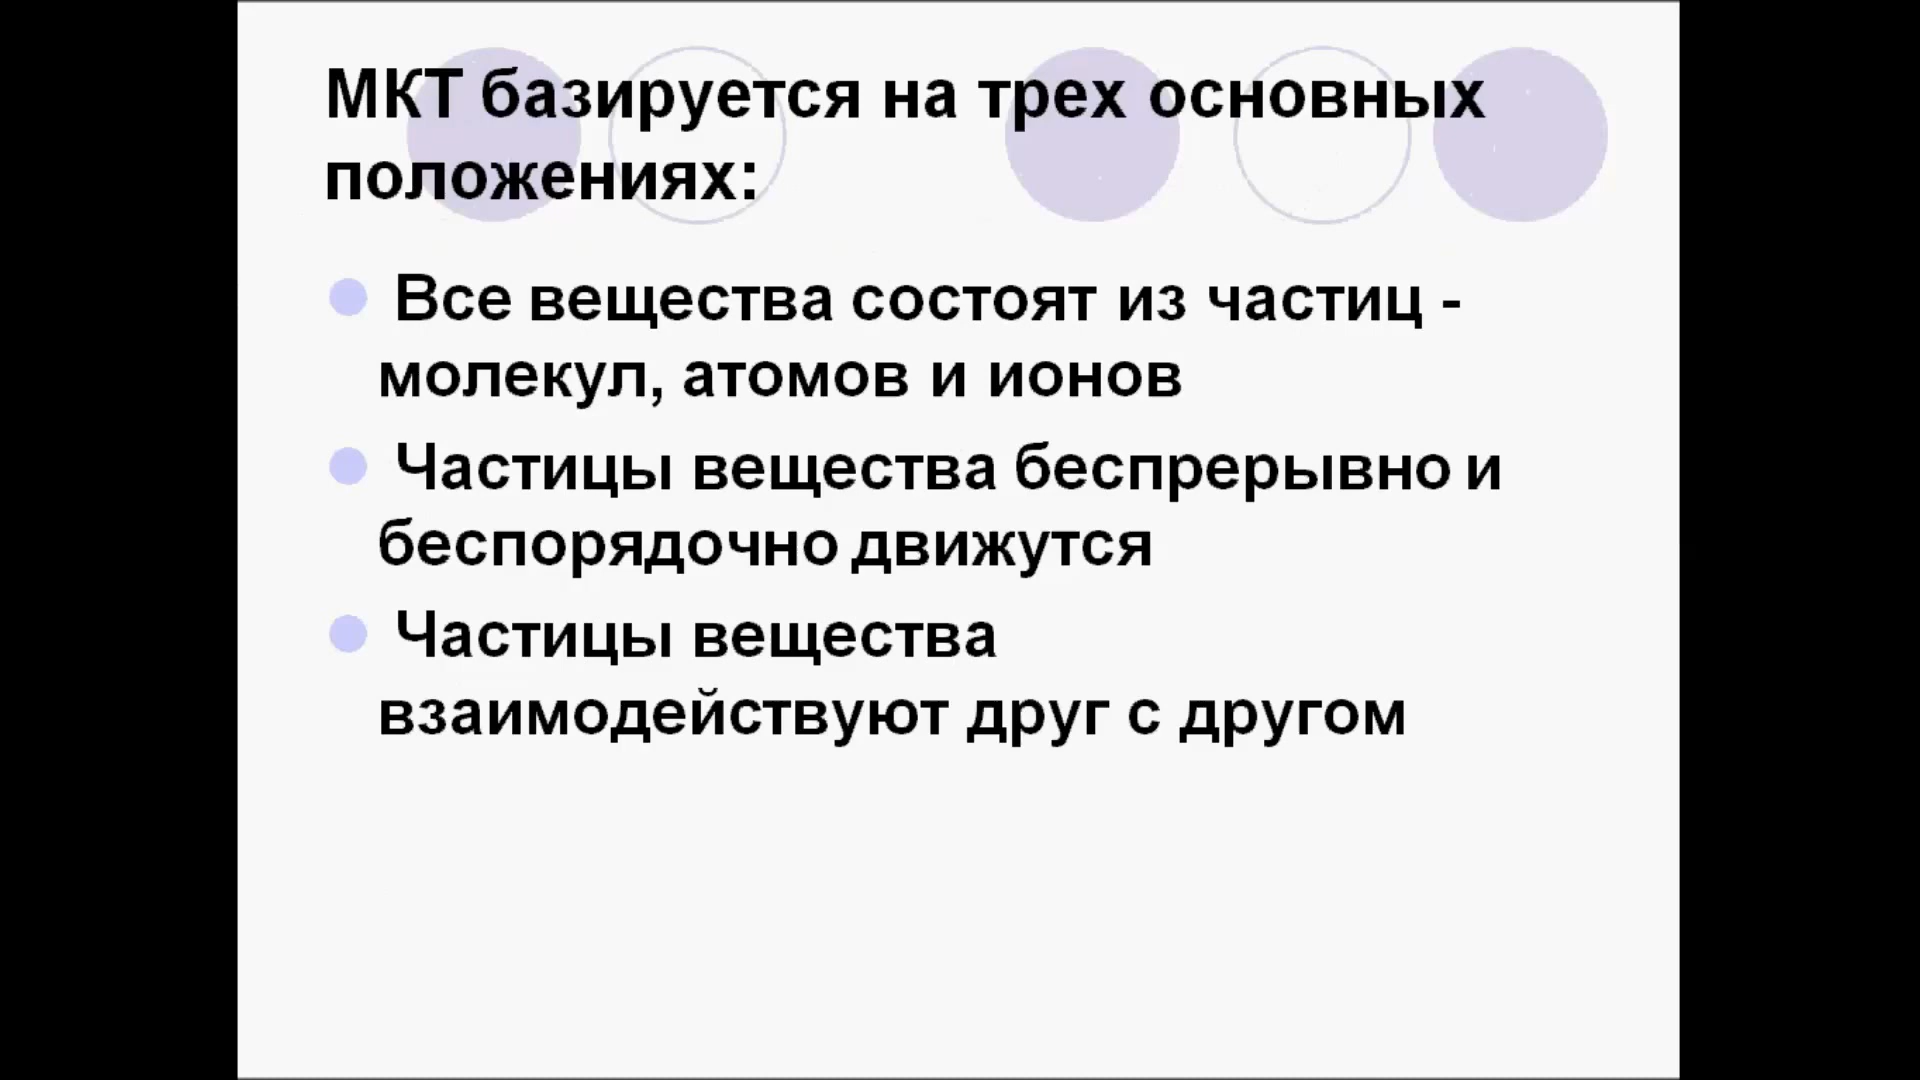 МКТ базируется на трех основных
положениях:
Все вещества состоят из частиц -
молекул, атомов и ионов
Частицы вещества беспрерывно и
беспорядочно движутся
Частицы вещества
взаимодействуют друг с другом